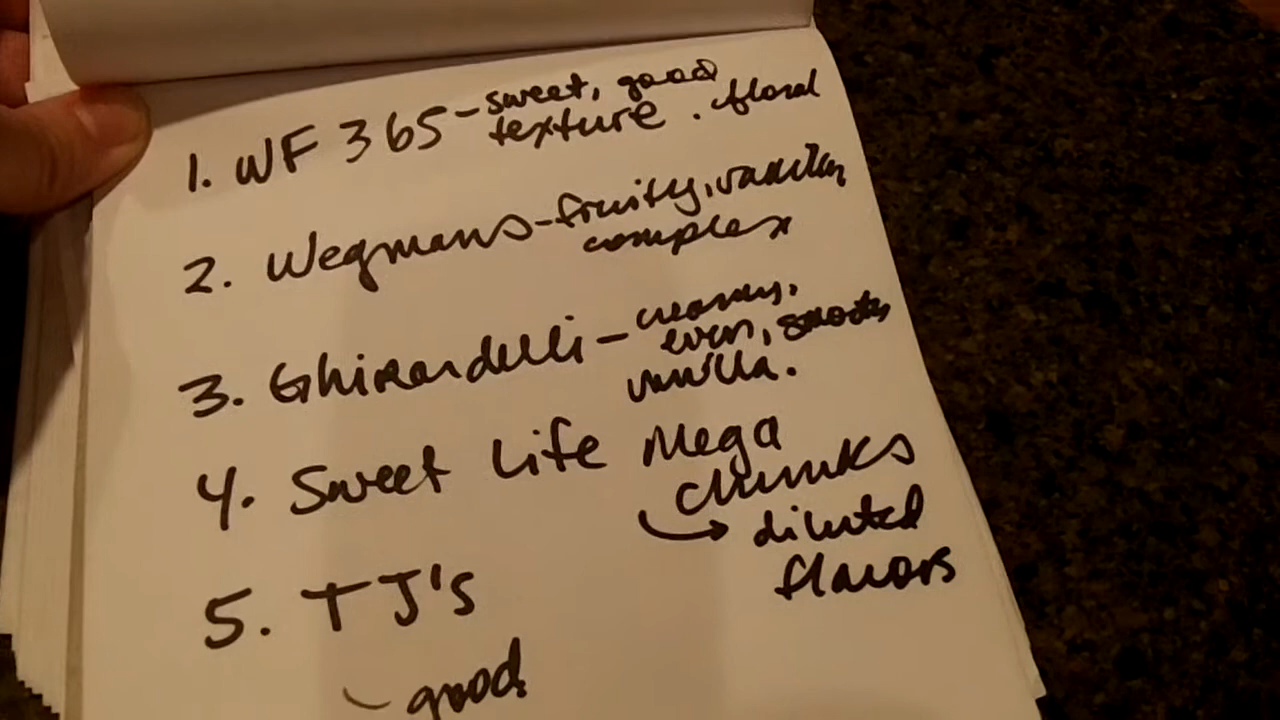 1. WF 365 - sweet, good
texture. floral
2. Wegmans - fruity, vanilla,
complex
3. Ghirardelli - creamy,
even, smooth,
vanilla.
4. Sweet Life Mega
Chunks
→ diluted
flavors
5. TJ's
- good